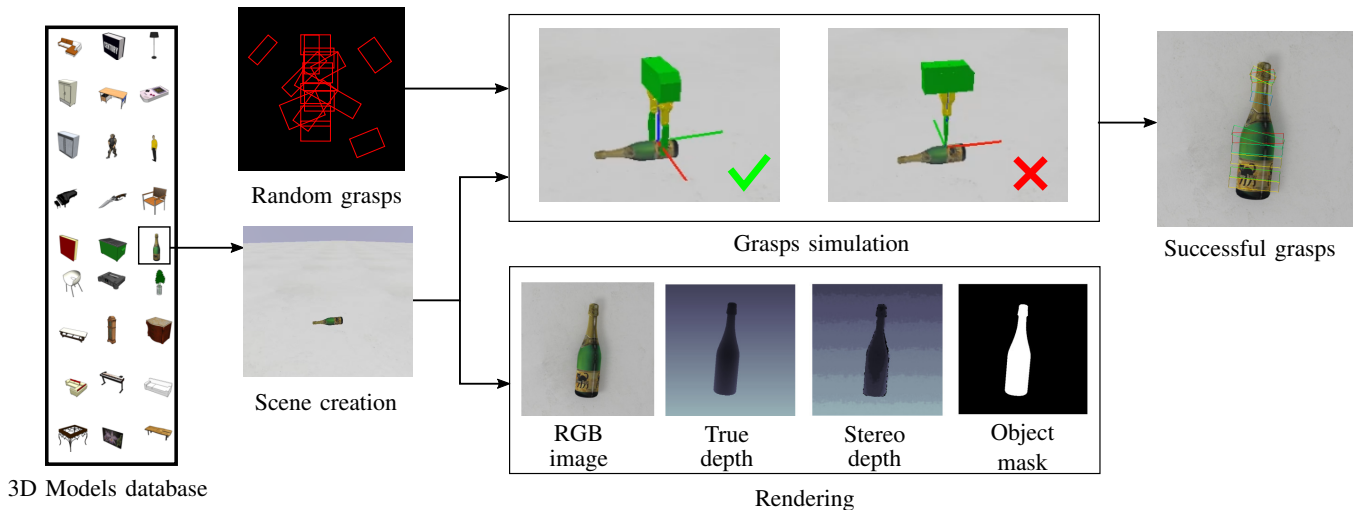 Random grasps
Grasps simulation
Successful grasps
Scene creation
RGB
image
True
depth
Stereo
depth
Object
mask
3D Models database
Rendering